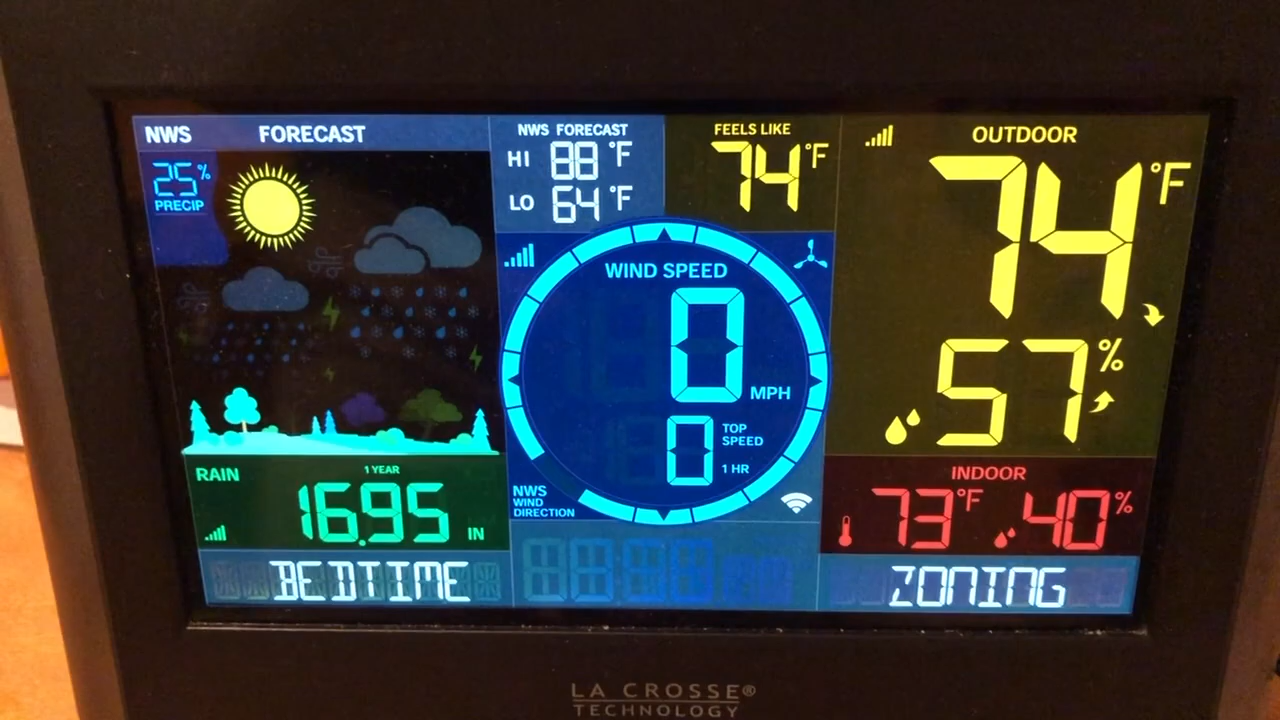 NWS FORECAST
25%
PRECIP
NWS FORECAST
HI 88 °F
LO 64 °F
FEELS LIKE
74 °F
OUTDOOR
74 °F
57 %
WIND SPEED
0 MPH
0 TOP SPEED
1 HR
NWS
WIND
DIRECTION
RAIN 1 YEAR
16.95 IN
INDOOR
73 °F 40 %
BEDTIME
ZONING
LA CROSSE®
TECHNOLOGY